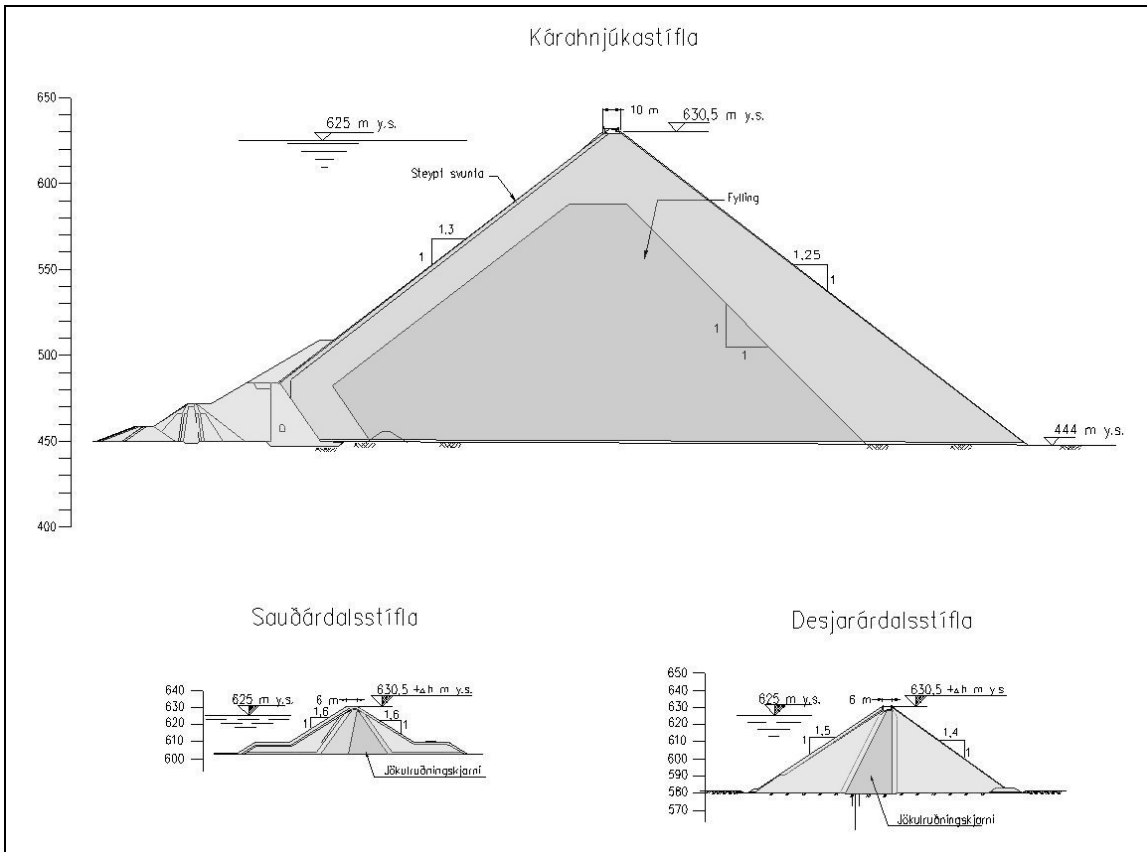 Kárahnjúkastífla
650
10 m
630,5 m y.s.
625 m y.s.
600
Steypt svunta
Fylling
1,3
1
1,25
1
550
500
1
1
450
444 m y.s.
400
Sauðárdalsstífla
640
630
620
610
600
625 m y.s.
6 m
630,5 +Δh m y.s.
1,6
1
1,6
1
Jökulruðningskjarni
Desjarárdalsstífla
650
640
630
620
610
600
590
580
570
625 m y.s.
6 m
630,5 +Δh m y.s
1,5
1
1,4
1
Jökulruðningskjarni